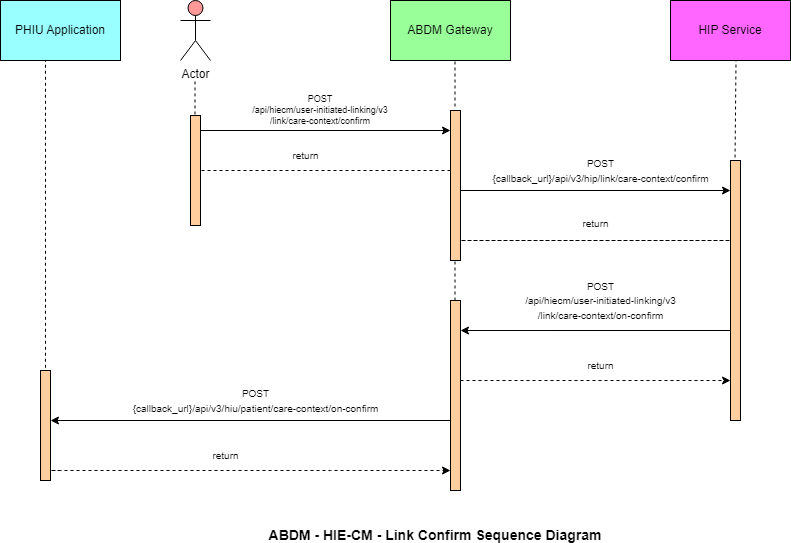 PHIU Application
ABDM Gateway
HIP Service
Actor
POST
/api/hiecm/user-initiated-linking/v3
/link/care-context/confirm
return
POST
{callback_url}/api/v3/hip/link/care-context/confirm
return
POST
/api/hiecm/user-initiated-linking/v3
/link/care-context/on-confirm
return
POST
{callback_url}/api/v3/hiu/patient/care-context/on-confirm
return
ABDM - HIE-CM - Link Confirm Sequence Diagram